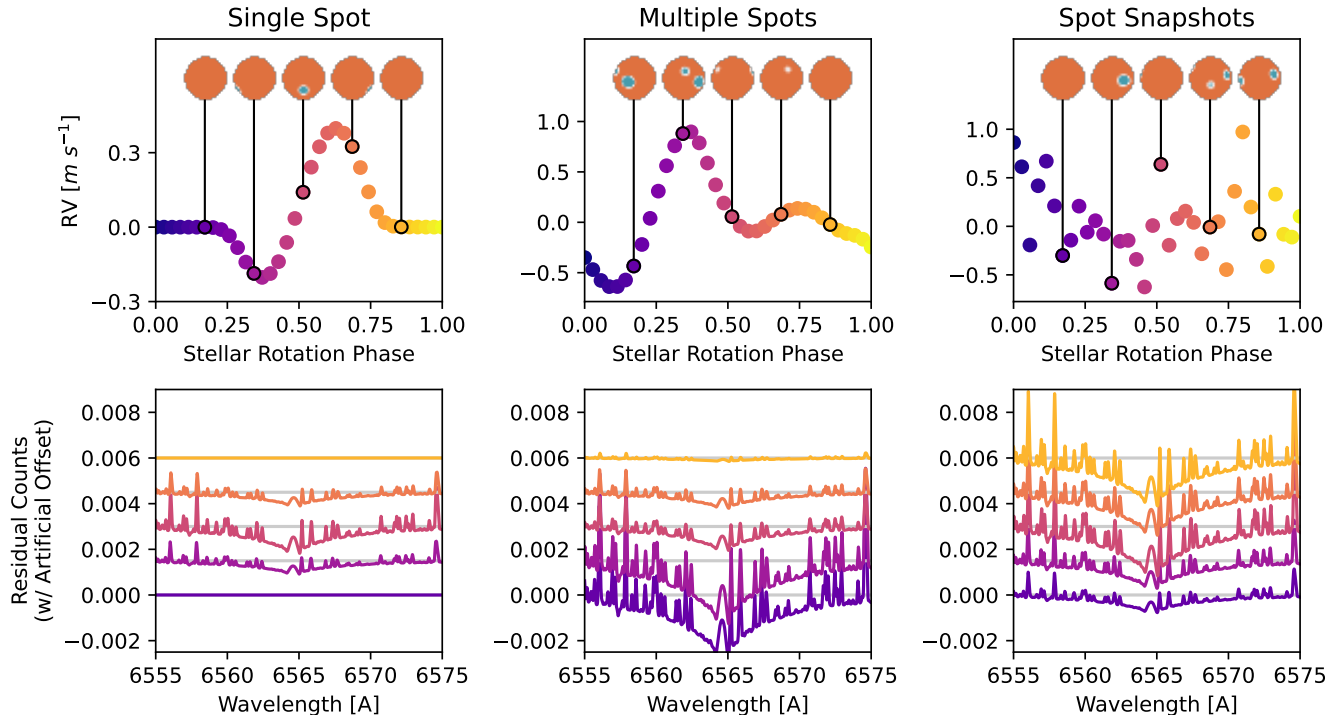 Single Spot
Multiple Spots
Spot Snapshots
RV [m s⁻¹]
0.3
0.0
−0.3
0.00 0.25 0.50 0.75 1.00
Stellar Rotation Phase
1.0
0.5
0.0
−0.5
0.00 0.25 0.50 0.75 1.00
Stellar Rotation Phase
1.0
0.5
0.0
−0.5
0.00 0.25 0.50 0.75 1.00
Stellar Rotation Phase
Residual Counts
(w/ Artificial Offset)
0.008
0.006
0.004
0.002
0.000
−0.002
6555 6560 6565 6570 6575
Wavelength [A]
0.008
0.006
0.004
0.002
0.000
−0.002
6555 6560 6565 6570 6575
Wavelength [A]
0.008
0.006
0.004
0.002
0.000
−0.002
6555 6560 6565 6570 6575
Wavelength [A]